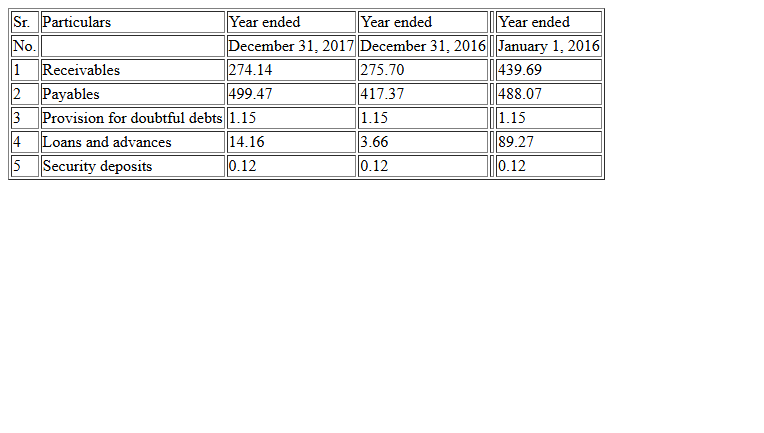 Sr. Particulars Year ended Year ended Year ended
No. December 31, 2017 December 31, 2016 January 1, 2016
1 Receivables 274.14 275.70 439.69
2 Payables 499.47 417.37 488.07
3 Provision for doubtful debts 1.15 1.15 1.15
4 Loans and advances 14.16 3.66 89.27
5 Security deposits 0.12 0.12 0.12